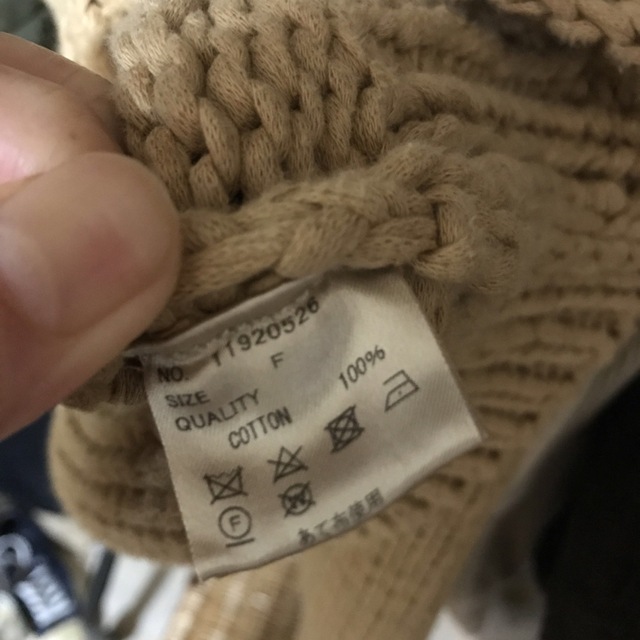 NO 11920526
SIZE F
QUALITY
COTTON 100%
F
あて布使用